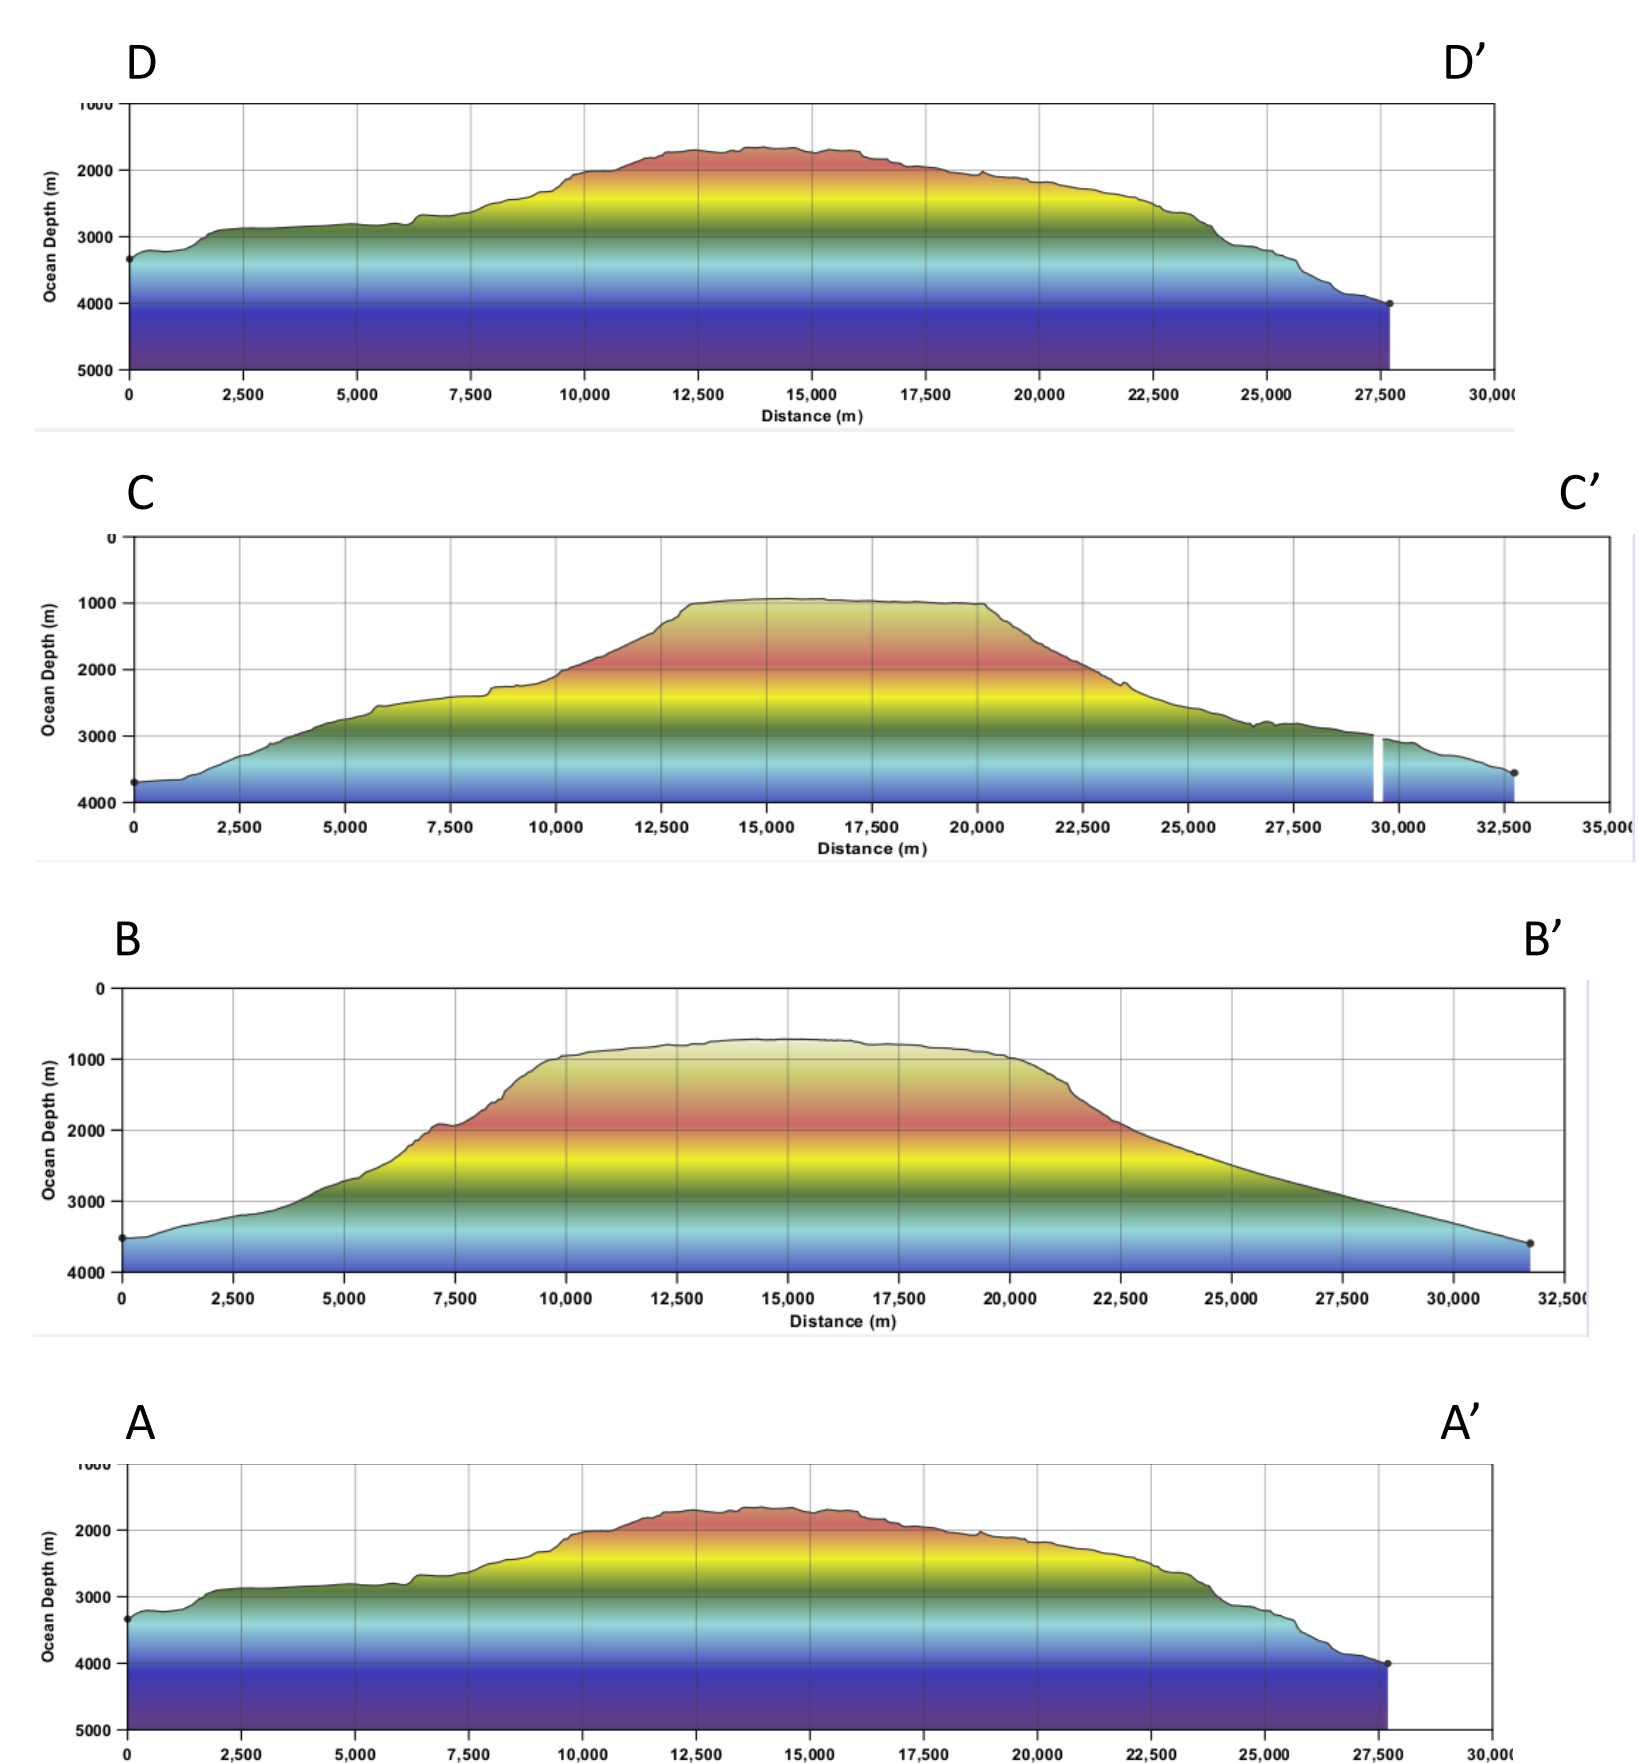 D D’
1000
2000
3000
4000
5000
Ocean Depth (m)
0 2,500 5,000 7,500 10,000 12,500 15,000 17,500 20,000 22,500 25,000 27,500 30,000
Distance (m)
C C’
0
1000
2000
3000
4000
Ocean Depth (m)
0 2,500 5,000 7,500 10,000 12,500 15,000 17,500 20,000 22,500 25,000 27,500 30,000 32,500 35,000
Distance (m)
B B’
0
1000
2000
3000
4000
Ocean Depth (m)
0 2,500 5,000 7,500 10,000 12,500 15,000 17,500 20,000 22,500 25,000 27,500 30,000 32,500
Distance (m)
A A’
1000
2000
3000
4000
5000
Ocean Depth (m)
0 2,500 5,000 7,500 10,000 12,500 15,000 17,500 20,000 22,500 25,000 27,500 30,000